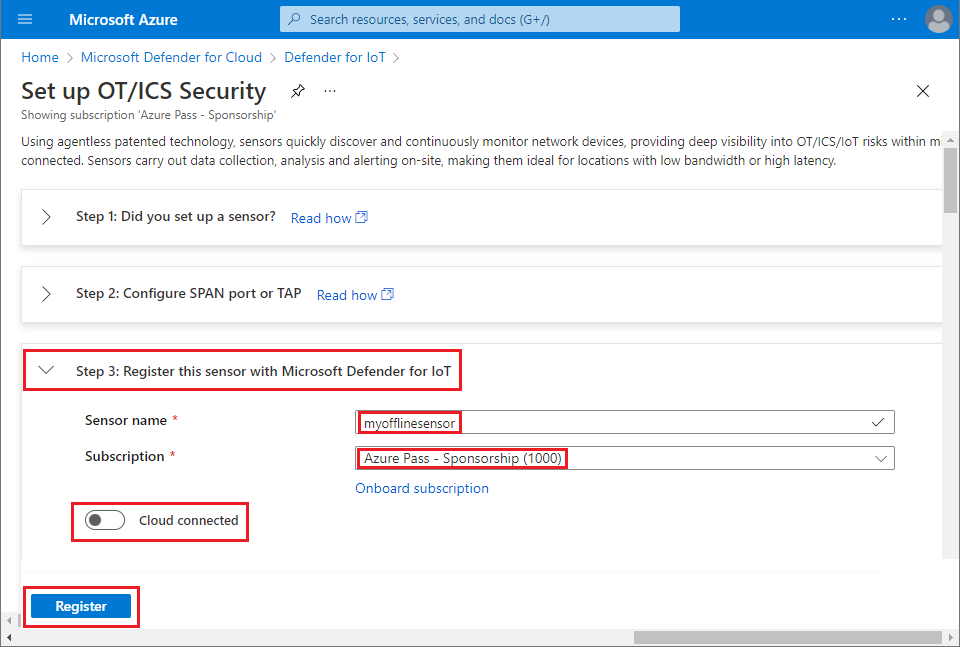 Microsoft Azure
Search resources, services, and docs (G+/)
Home > Microsoft Defender for Cloud > Defender for IoT >
Set up OT/ICS Security
Showing subscription 'Azure Pass - Sponsorship'
Using agentless patented technology, sensors quickly discover and continuously monitor network devices, providing deep visibility into OT/ICS/IoT risks within m
connected. Sensors carry out data collection, analysis and alerting on-site, making them ideal for locations with low bandwidth or high latency.
Step 1: Did you set up a sensor? Read how
Step 2: Configure SPAN port or TAP Read how
Step 3: Register this sensor with Microsoft Defender for IoT
Sensor name * myofflinesensor
Subscription * Azure Pass - Sponsorship (1000)
Onboard subscription
Cloud connected
Register